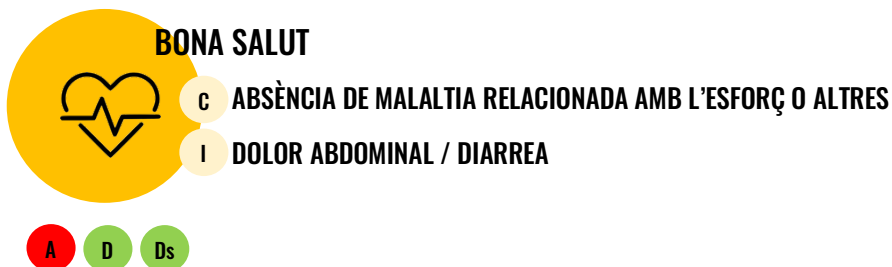 BONA SALUT
C ABSÈNCIA DE MALALTIA RELACIONADA AMB L'ESFORÇ O ALTRES
I DOLOR ABDOMINAL / DIARREA
A D Ds